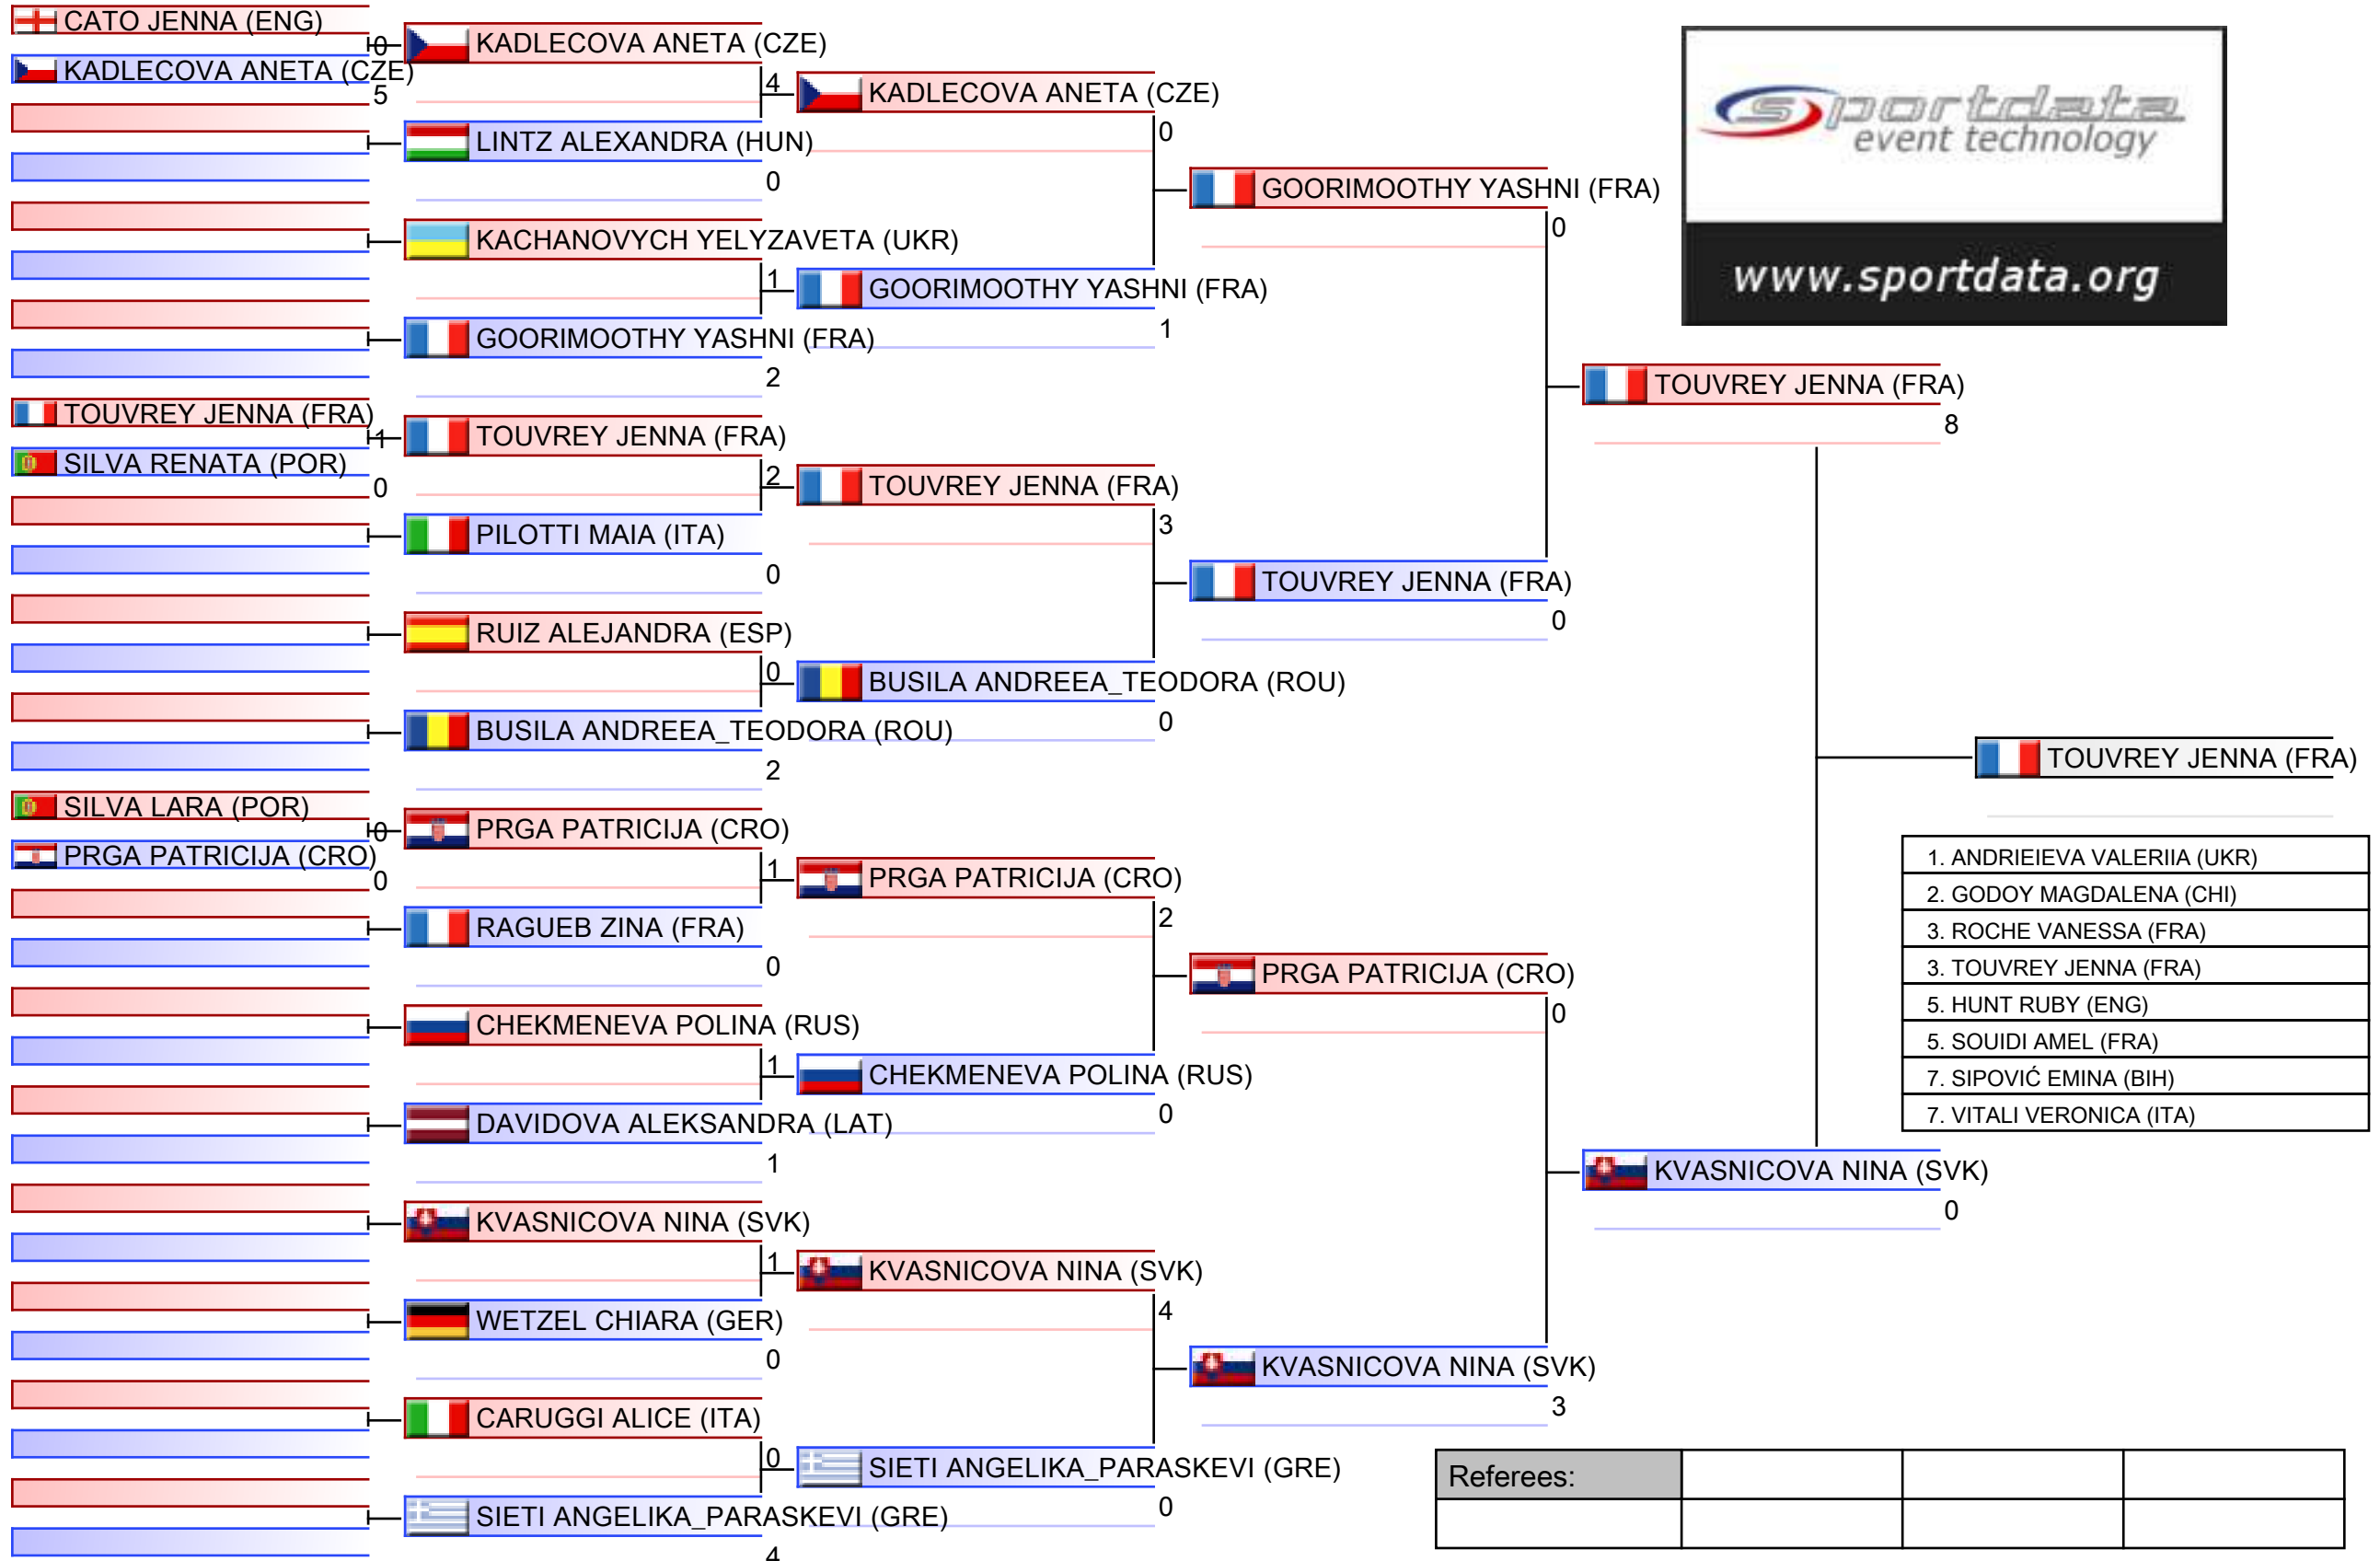 CATO JENNA (ENG)
0
KADLECOVA ANETA (CZE)
5
TOUVREY JENNA (FRA)
1
SILVA RENATA (POR)
0
SILVA LARA (POR)
0
PRGA PATRICIJA (CRO)
0
KADLECOVA ANETA (CZE)
4
LINTZ ALEXANDRA (HUN)
0
KACHANOVYCH YELYZAVETA (UKR)
1
GOORIMOOTHY YASHNI (FRA)
2
TOUVREY JENNA (FRA)
2
PILOTTI MAIA (ITA)
0
RUIZ ALEJANDRA (ESP)
0
BUSILA ANDREEA_TEODORA (ROU)
2
PRGA PATRICIJA (CRO)
1
RAGUEB ZINA (FRA)
0
CHEKMENEVA POLINA (RUS)
1
DAVIDOVA ALEKSANDRA (LAT)
1
KVASNICOVA NINA (SVK)
1
WETZEL CHIARA (GER)
0
CARUGGI ALICE (ITA)
0
SIETI ANGELIKA_PARASKEVI (GRE)
4
KADLECOVA ANETA (CZE)
0
GOORIMOOTHY YASHNI (FRA)
1
TOUVREY JENNA (FRA)
3
BUSILA ANDREEA_TEODORA (ROU)
0
PRGA PATRICIJA (CRO)
2
CHEKMENEVA POLINA (RUS)
0
KVASNICOVA NINA (SVK)
4
SIETI ANGELIKA_PARASKEVI (GRE)
0
GOORIMOOTHY YASHNI (FRA)
0
TOUVREY JENNA (FRA)
0
PRGA PATRICIJA (CRO)
0
KVASNICOVA NINA (SVK)
3
TOUVREY JENNA (FRA)
8
KVASNICOVA NINA (SVK)
0
TOUVREY JENNA (FRA)
sportdata
event technology
www.sportdata.org
1. ANDRIEIEVA VALERIIA (UKR)
2. GODOY MAGDALENA (CHI)
3. ROCHE VANESSA (FRA)
3. TOUVREY JENNA (FRA)
5. HUNT RUBY (ENG)
5. SOUIDI AMEL (FRA)
7. SIPOVIĆ EMINA (BIH)
7. VITALI VERONICA (ITA)
Referees: